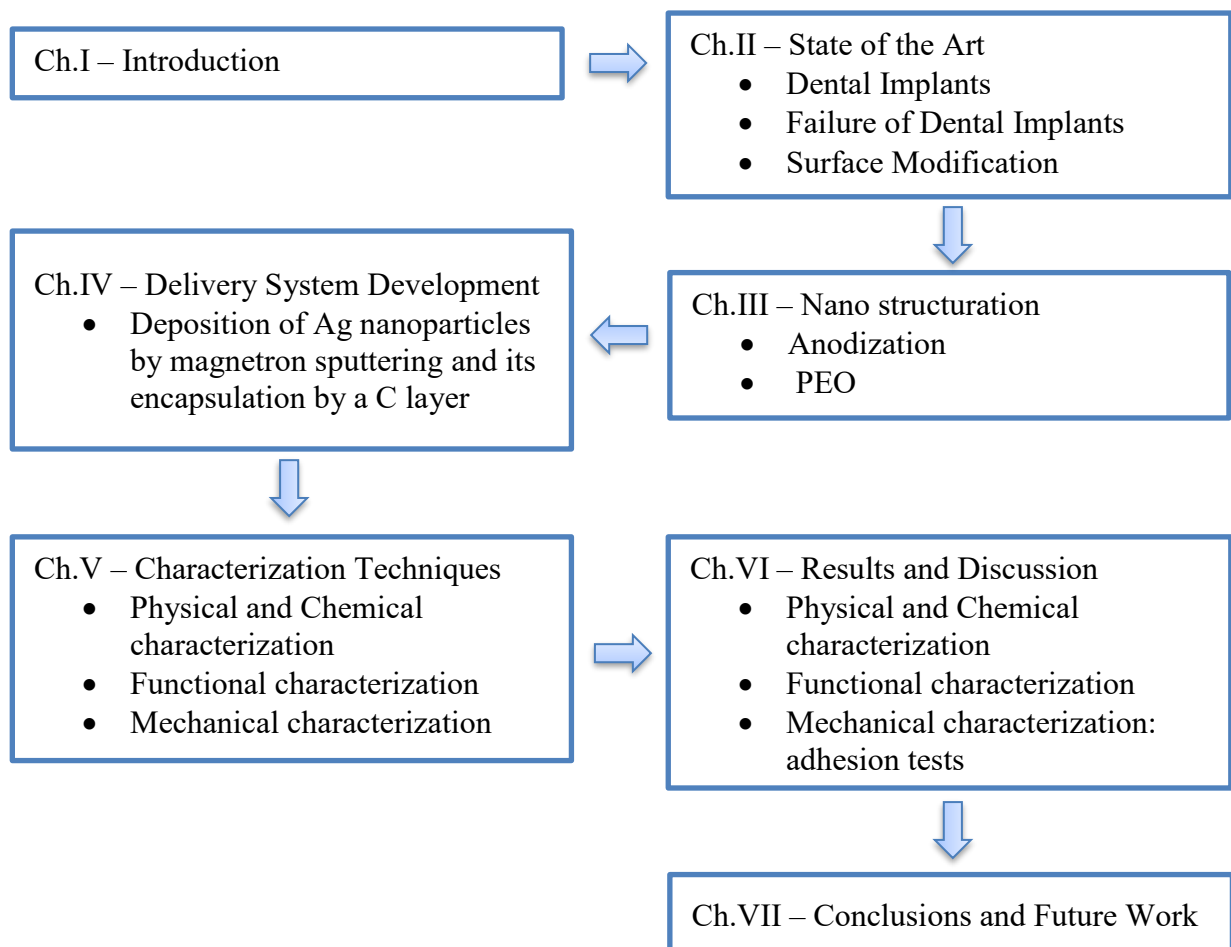 Ch.I – Introduction
Ch.II – State of the Art
• Dental Implants
• Failure of Dental Implants
• Surface Modification
Ch.III – Nano structuration
• Anodization
• PEO
Ch.IV – Delivery System Development
• Deposition of Ag nanoparticles
by magnetron sputtering and its
encapsulation by a C layer
Ch.V – Characterization Techniques
• Physical and Chemical
characterization
• Functional characterization
• Mechanical characterization
Ch.VI – Results and Discussion
• Physical and Chemical
characterization
• Functional characterization
• Mechanical characterization:
adhesion tests
Ch.VII – Conclusions and Future Work